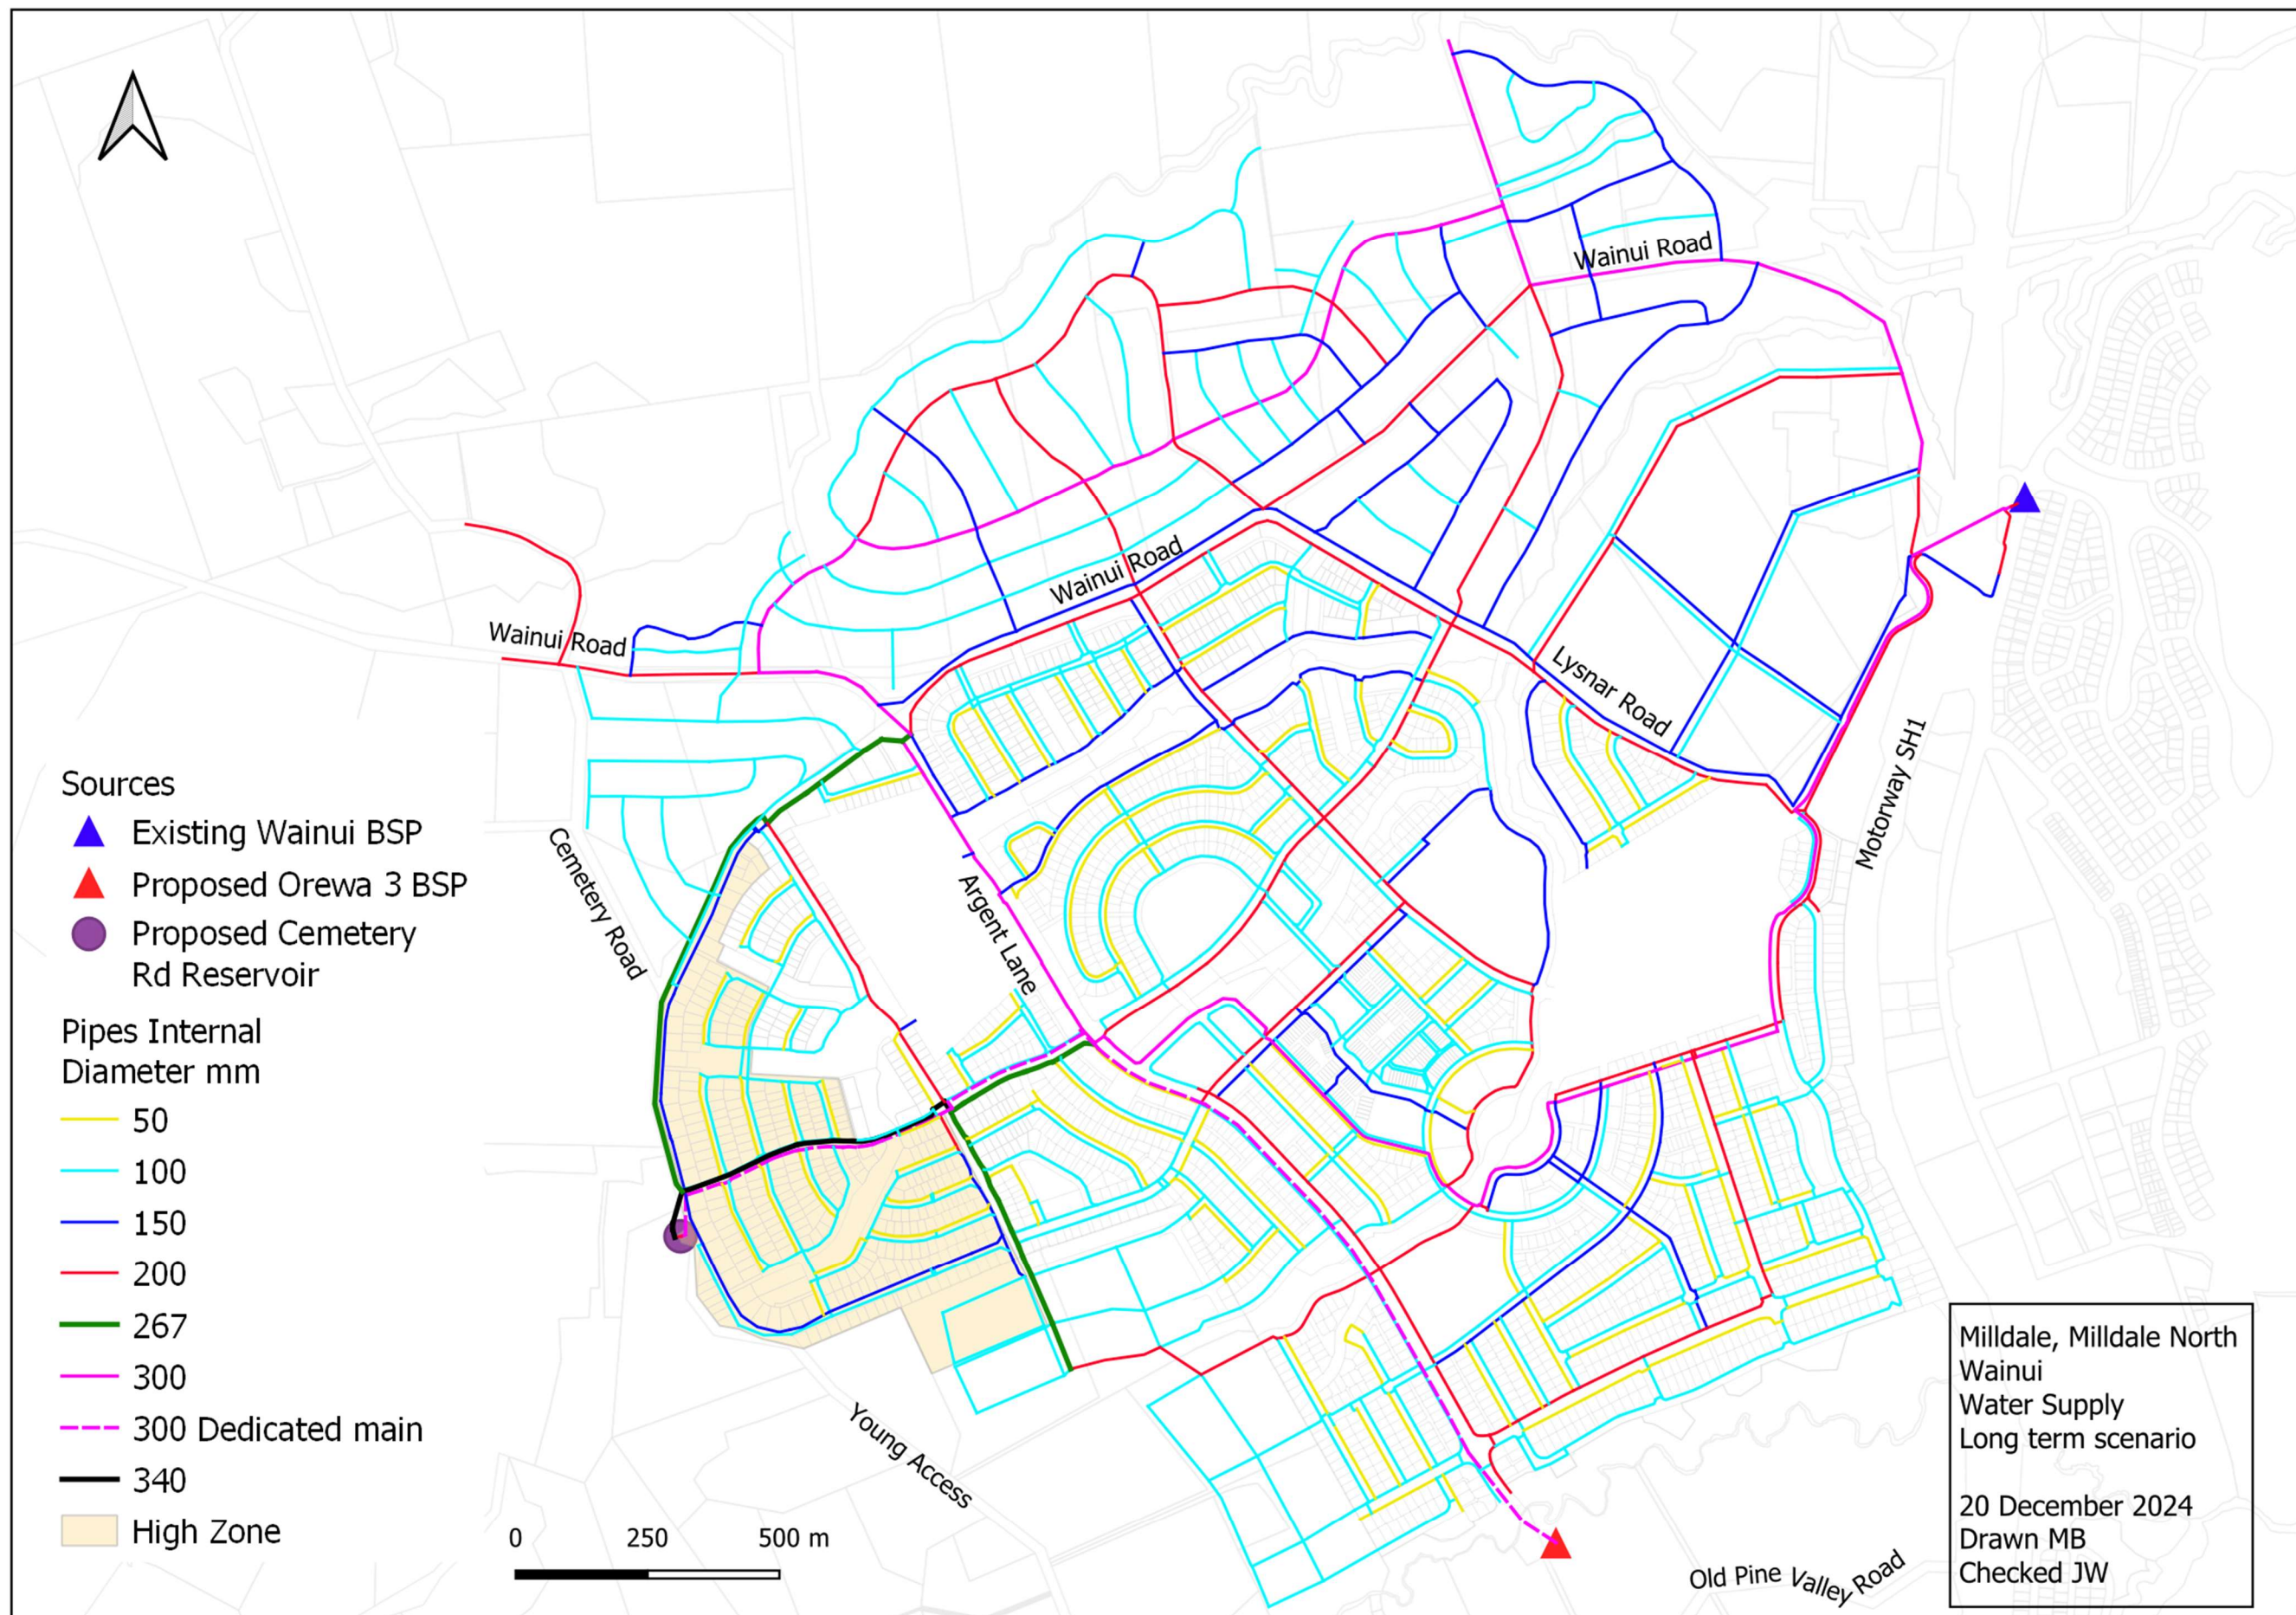 Wainui Road
Wainui Road
Wainui Road
Lysnar Road
Motorway SH1
Cemetery Road
Argent Lane
Young Access
Old Pine Valley Road
Sources
Existing Wainui BSP
Proposed Orewa 3 BSP
Proposed Cemetery
Rd Reservoir
Pipes Internal
Diameter mm
50
100
150
200
267
300
300 Dedicated main
340
High Zone
0 250 500 m
Milldale, Milldale North
Wainui
Water Supply
Long term scenario
20 December 2024
Drawn MB
Checked JW